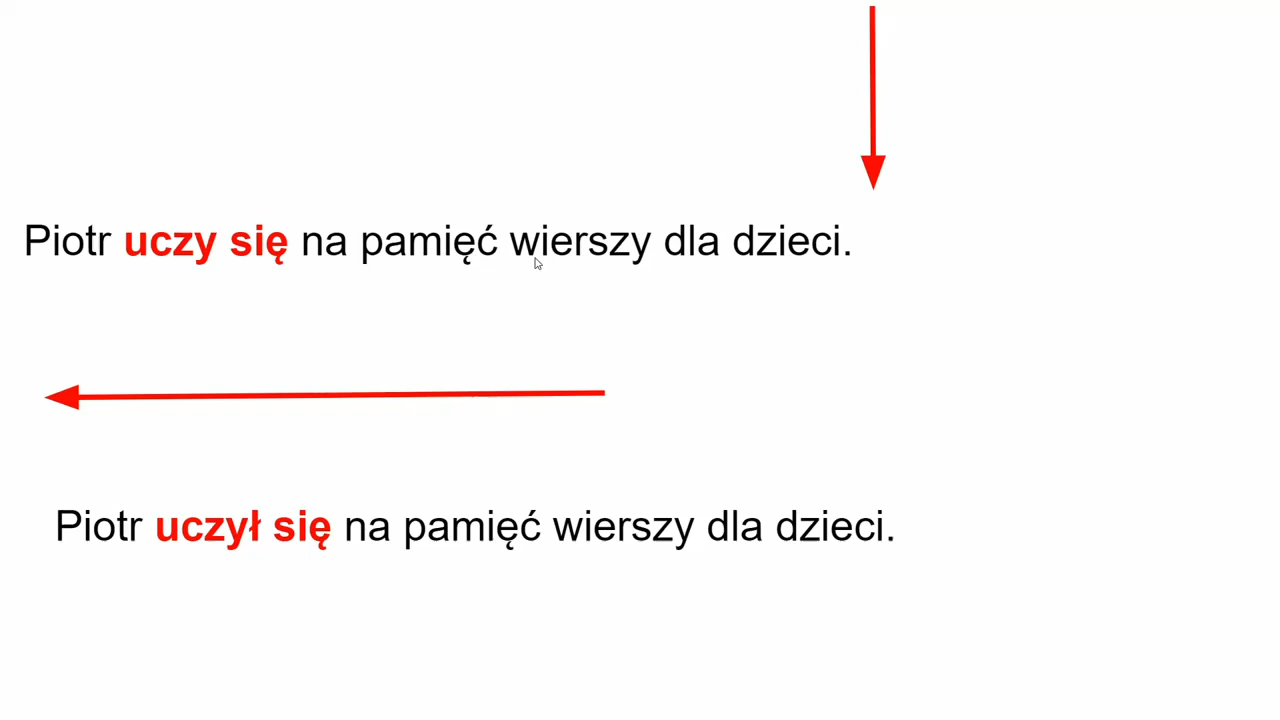 Piotr uczy się na pamięć wierszy dla dzieci.
Piotr uczył się na pamięć wierszy dla dzieci.